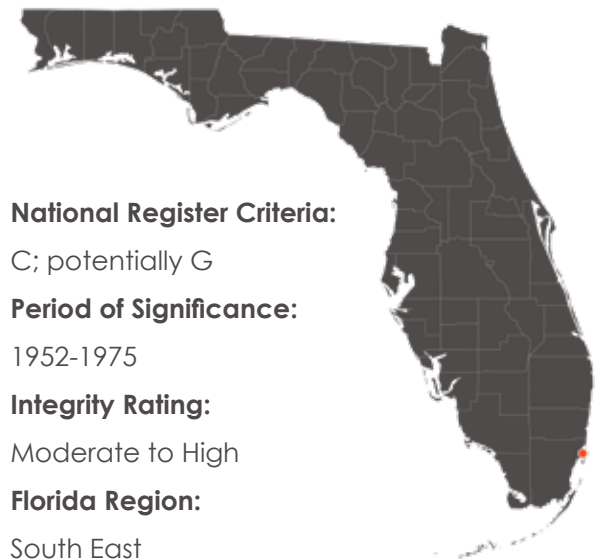 National Register Criteria:
C; potentially G
Period of Significance:
1952-1975
Integrity Rating:
Moderate to High
Florida Region:
South East